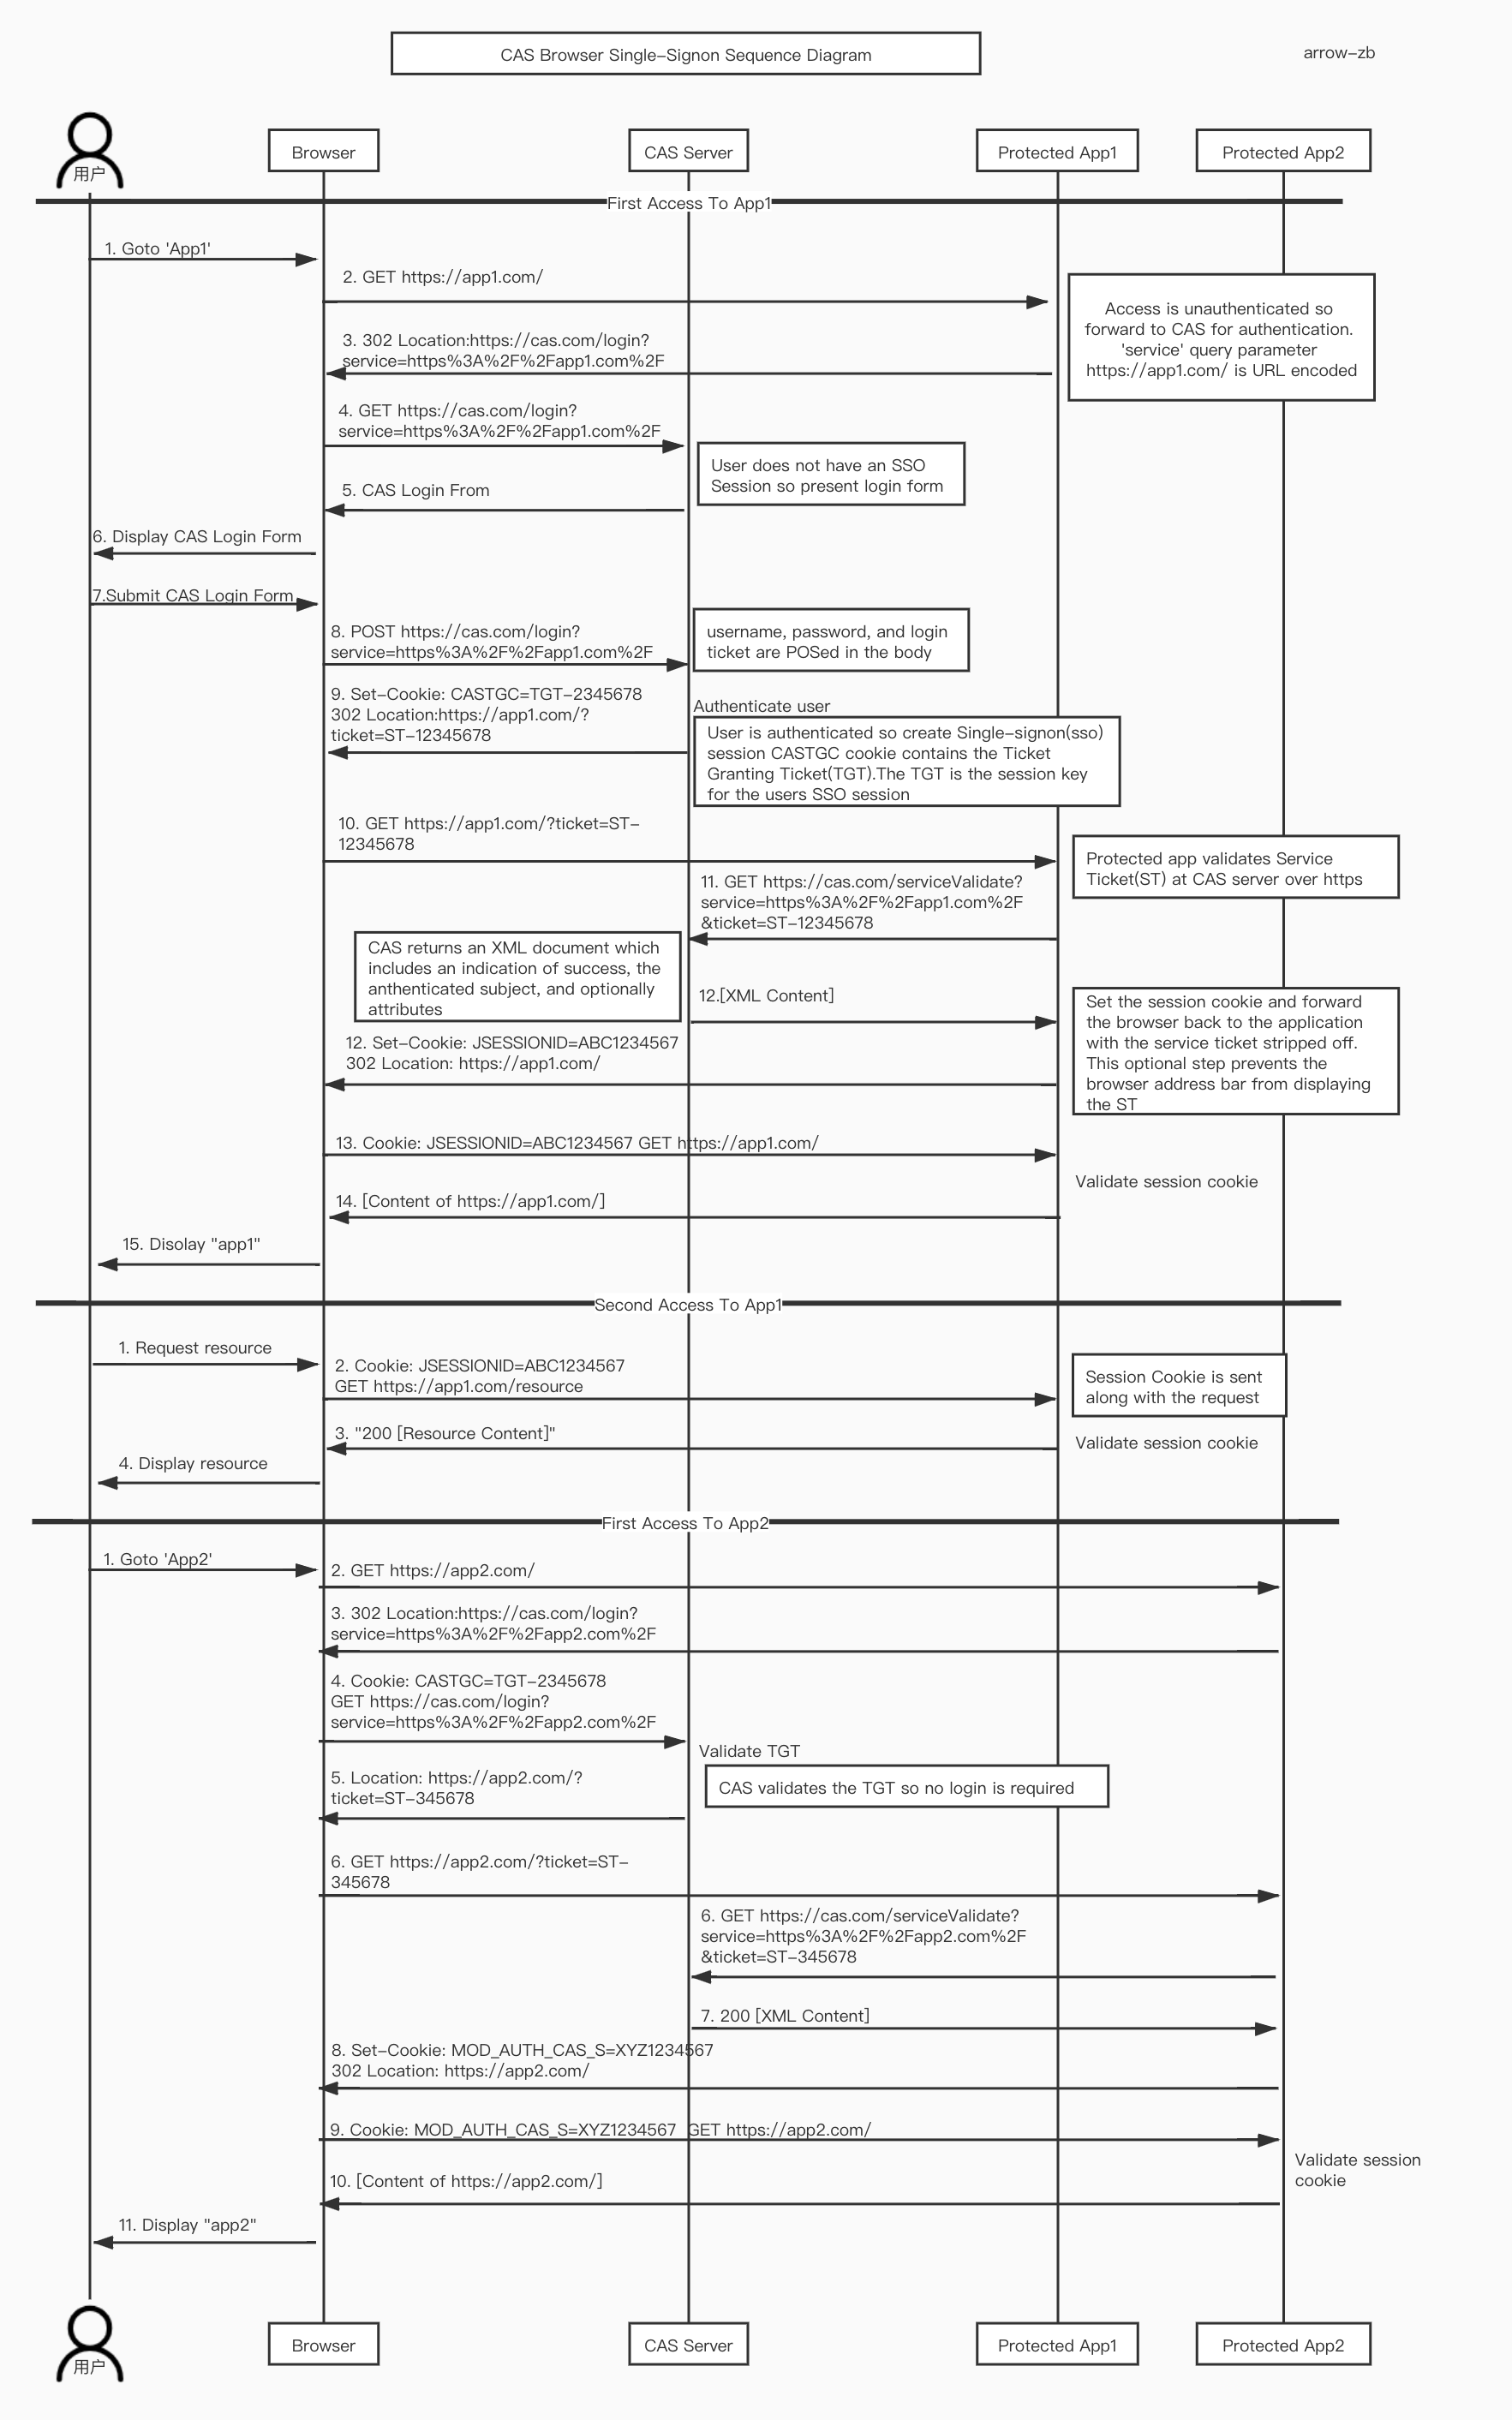 CAS Browser Single-Signon Sequence Diagram
arrow-zb
用户
Browser
CAS Server
Protected App1
Protected App2
First Access To App1
1. Goto 'App1'
2. GET https://app1.com/
Access is unauthenticated so
forward to CAS for authentication.
'service' query parameter
https://app1.com/ is URL encoded
3. 302 Location:https://cas.com/login?
service=https%3A%2F%2Fapp1.com%2F
4. GET https://cas.com/login?
service=https%3A%2F%2Fapp1.com%2F
User does not have an SSO
Session so present login form
5. CAS Login From
6. Display CAS Login Form
7.Submit CAS Login Form
8. POST https://cas.com/login?
service=https%3A%2F%2Fapp1.com%2F
username, password, and login
ticket are POSed in the body
9. Set-Cookie: CASTGC=TGT-2345678
302 Location:https://app1.com/?
ticket=ST-12345678
Authenticate user
User is authenticated so create Single-signon(sso)
session CASTGC cookie contains the Ticket
Granting Ticket(TGT).The TGT is the session key
for the users SSO session
10. GET https://app1.com/?ticket=ST-
12345678
Protected app validates Service
Ticket(ST) at CAS server over https
11. GET https://cas.com/serviceValidate?
service=https%3A%2F%2Fapp1.com%2F
&ticket=ST-12345678
CAS returns an XML document which
includes an indication of success, the
anthenticated subject, and optionally
attributes
12.[XML Content]
Set the session cookie and forward
the browser back to the application
with the service ticket stripped off.
This optional step prevents the
browser address bar from displaying
the ST
12. Set-Cookie: JSESSIONID=ABC1234567
302 Location: https://app1.com/
13. Cookie: JSESSIONID=ABC1234567 GET https://app1.com/
Validate session cookie
14. [Content of https://app1.com/]
15. Disolay "app1"
Second Access To App1
1. Request resource
2. Cookie: JSESSIONID=ABC1234567
GET https://app1.com/resource
Session Cookie is sent
along with the request
3. "200 [Resource Content]"
Validate session cookie
4. Display resource
First Access To App2
1. Goto 'App2'
2. GET https://app2.com/
3. 302 Location:https://cas.com/login?
service=https%3A%2F%2Fapp2.com%2F
4. Cookie: CASTGC=TGT-2345678
GET https://cas.com/login?
service=https%3A%2F%2Fapp2.com%2F
Validate TGT
CAS validates the TGT so no login is required
5. Location: https://app2.com/?
ticket=ST-345678
6. GET https://app2.com/?ticket=ST-
345678
6. GET https://cas.com/serviceValidate?
service=https%3A%2F%2Fapp2.com%2F
&ticket=ST-345678
7. 200 [XML Content]
8. Set-Cookie: MOD_AUTH_CAS_S=XYZ1234567
302 Location: https://app2.com/
9. Cookie: MOD_AUTH_CAS_S=XYZ1234567  GET https://app2.com/
Validate session
cookie
10. [Content of https://app2.com/]
11. Display "app2"
用户
Browser
CAS Server
Protected App1
Protected App2